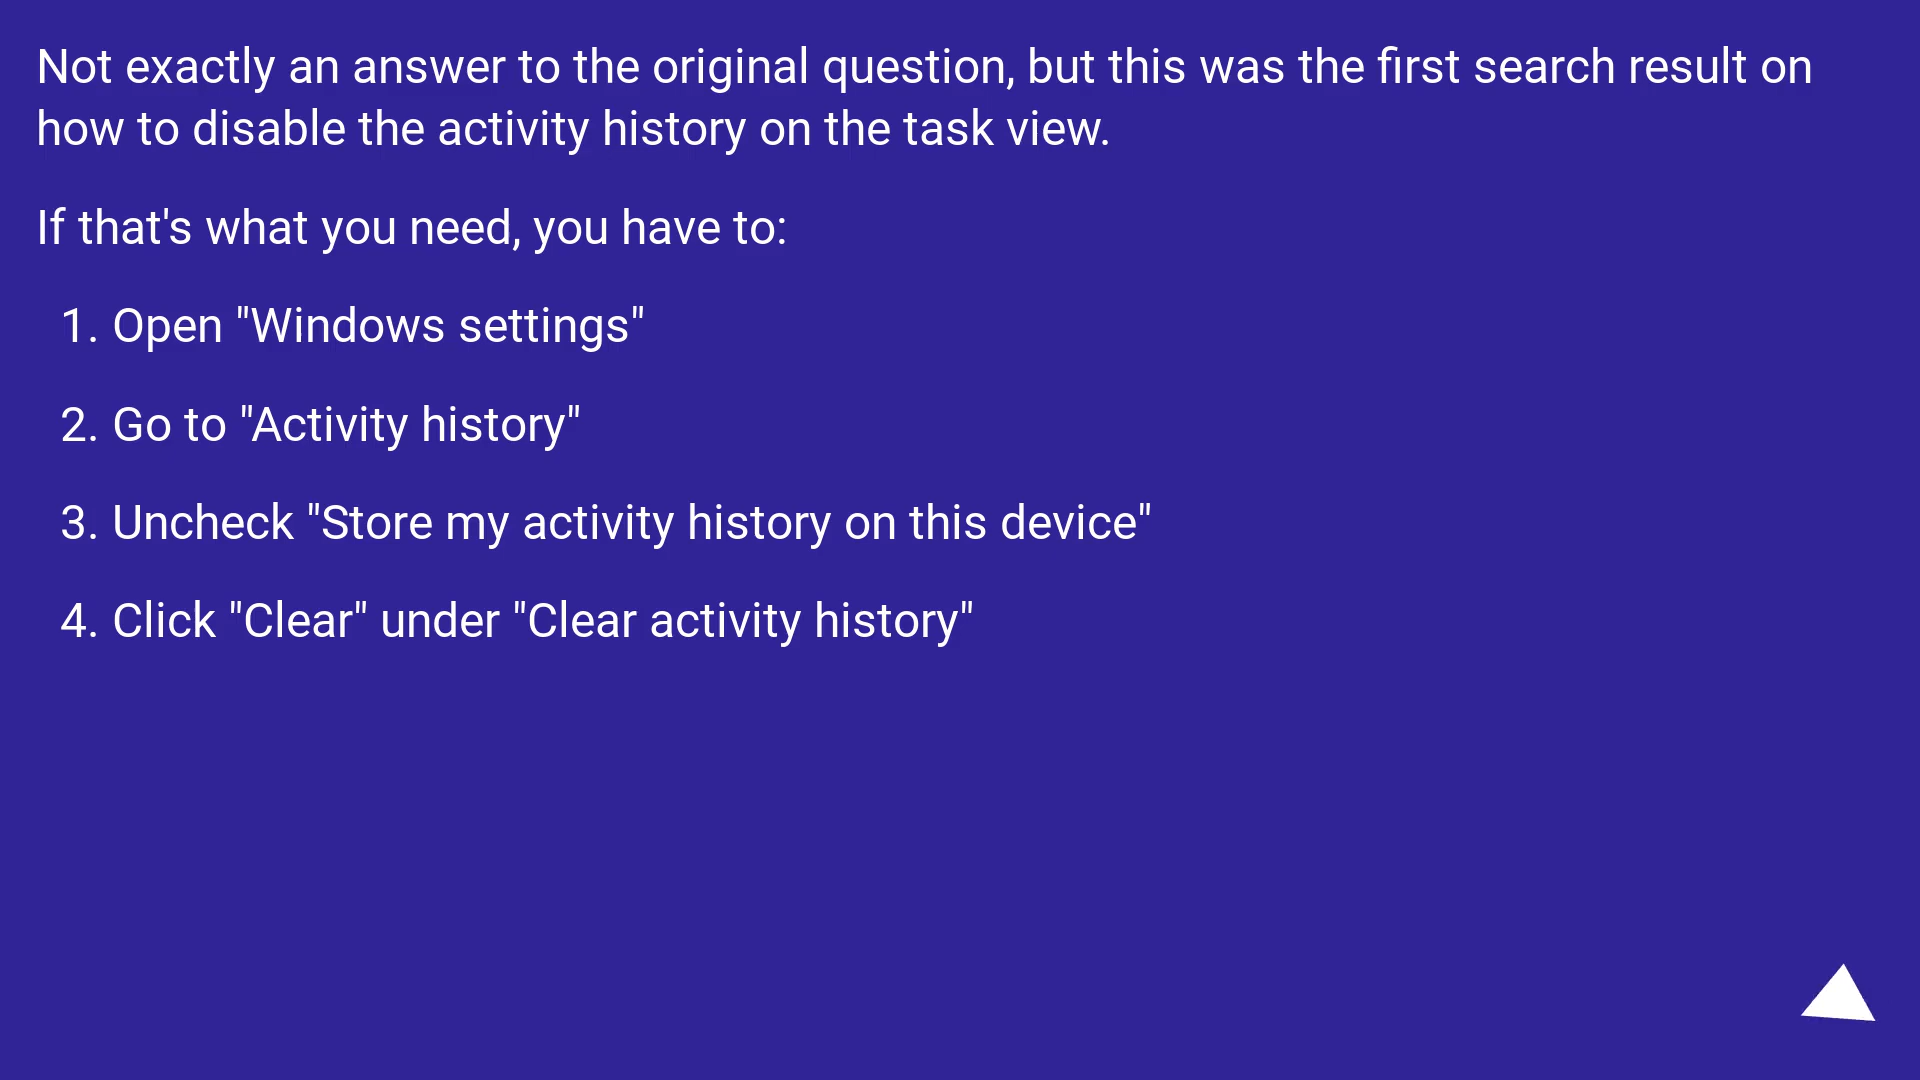 Not exactly an answer to the original question, but this was the first search result on
how to disable the activity history on the task view.
If that's what you need, you have to:
1. Open "Windows settings"
2. Go to "Activity history"
3. Uncheck "Store my activity history on this device"
4. Click "Clear" under "Clear activity history"